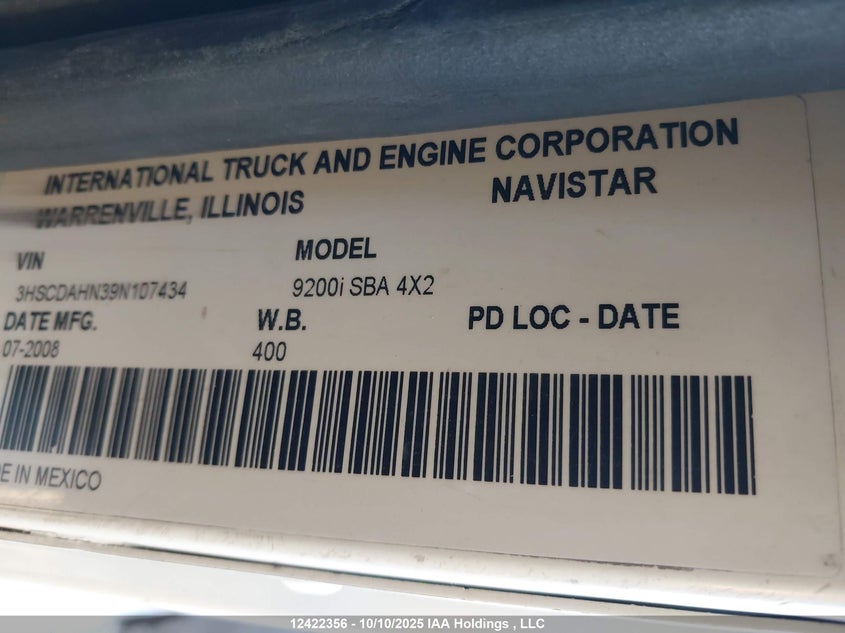 INTERNATIONAL TRUCK AND ENGINE CORPORATION
WARRENVILLE, ILLINOIS NAVISTAR
VIN MODEL
3HSCDAHN39N107434 9200i SBA 4X2
DATE MFG. W.B. PD LOC - DATE
07-2008 400
DE IN MEXICO
12422356 - 10/10/2025 IAA Holdings , LLC